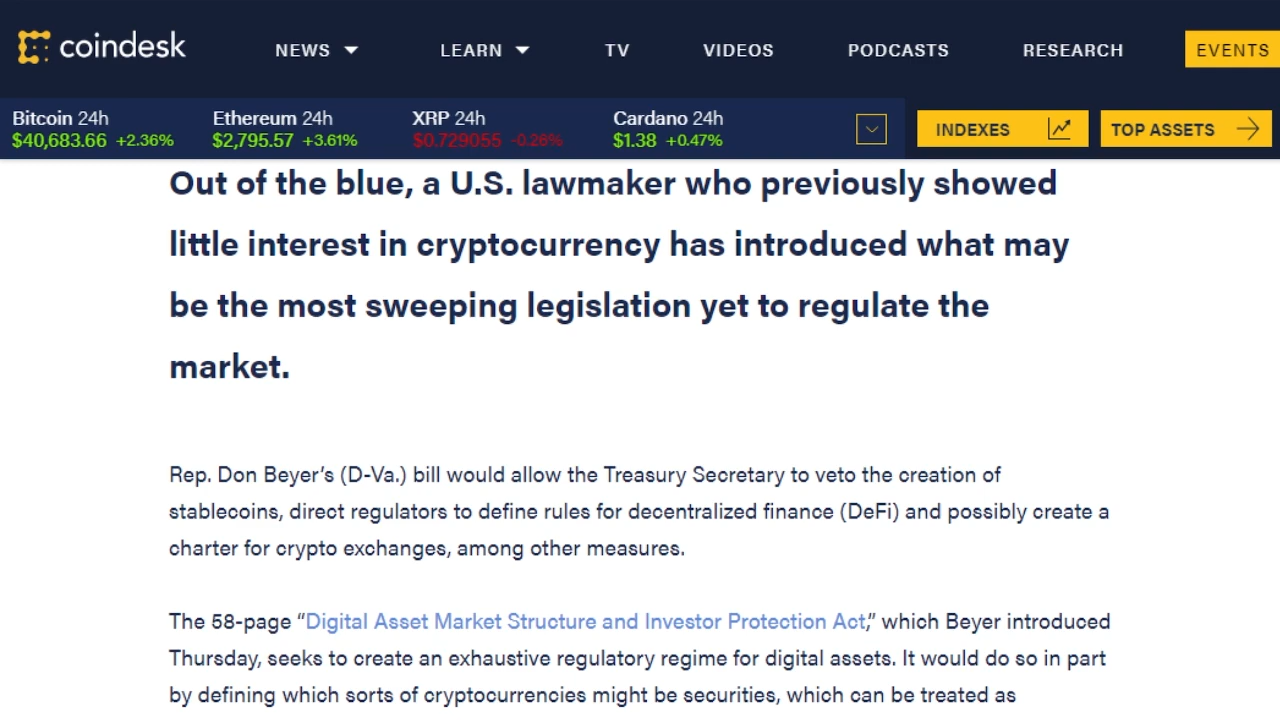 coindesk NEWS LEARN TV VIDEOS PODCASTS RESEARCH EVENTS
Bitcoin 24h Ethereum 24h XRP 24h Cardano 24h
$40,683.66 +2.36% $2,795.57 +3.61% $0.729055 -0.26% $1.38 +0.47%
INDEXES TOP ASSETS
Out of the blue, a U.S. lawmaker who previously showed
little interest in cryptocurrency has introduced what may
be the most sweeping legislation yet to regulate the
market.
Rep. Don Beyer’s (D-Va.) bill would allow the Treasury Secretary to veto the creation of
stablecoins, direct regulators to define rules for decentralized finance (DeFi) and possibly create a
charter for crypto exchanges, among other measures.
The 58-page “Digital Asset Market Structure and Investor Protection Act,” which Beyer introduced
Thursday, seeks to create an exhaustive regulatory regime for digital assets. It would do so in part
by defining which sorts of cryptocurrencies might be securities, which can be treated as